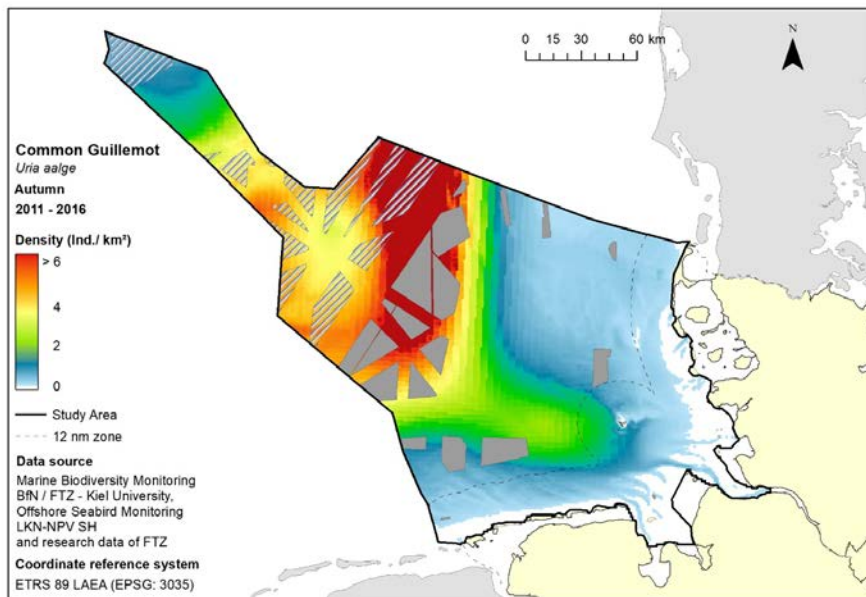 0 15 30 60 km
N
Common Guillemot
Uria aalge
Autumn
2011 - 2016
Density (Ind./ km²)
> 6
4
2
0
Study Area
12 nm zone
Data source
Marine Biodiversity Monitoring
BfN / FTZ - Kiel University,
Offshore Seabird Monitoring
LKN-NPV SH
and research data of FTZ
Coordinate reference system
ETRS 89 LAEA (EPSG: 3035)